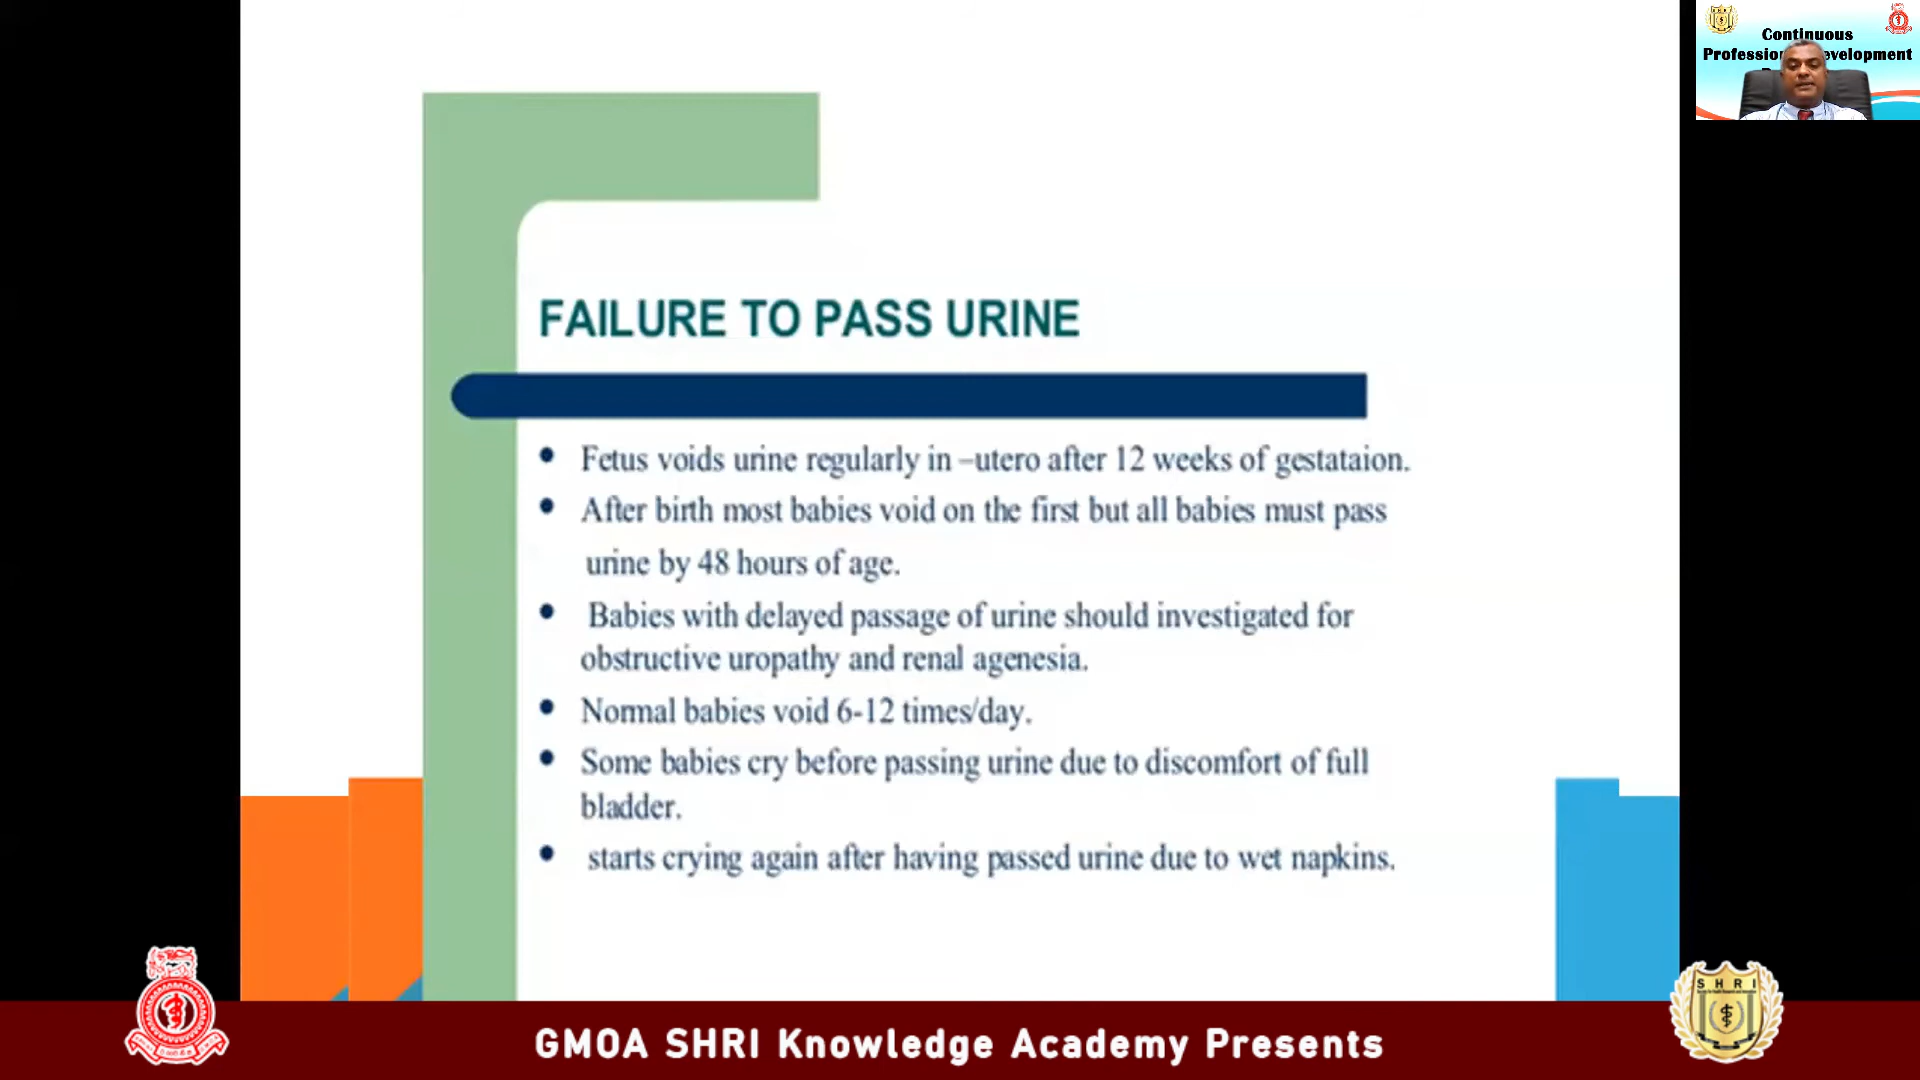 Continuous
Professio evelopment
FAILURE TO PASS URINE
• Fetus voids urine regularly in –utero after 12 weeks of gestataion.
• After birth most babies void on the first but all babies must pass
urine by 48 hours of age.
• Babies with delayed passage of urine should investigated for
obstructive uropathy and renal agenesia.
• Normal babies void 6-12 times/day.
• Some babies cry before passing urine due to discomfort of full
bladder.
• starts crying again after having passed urine due to wet napkins.
SHRI
GMOA SHRI Knowledge Academy Presents